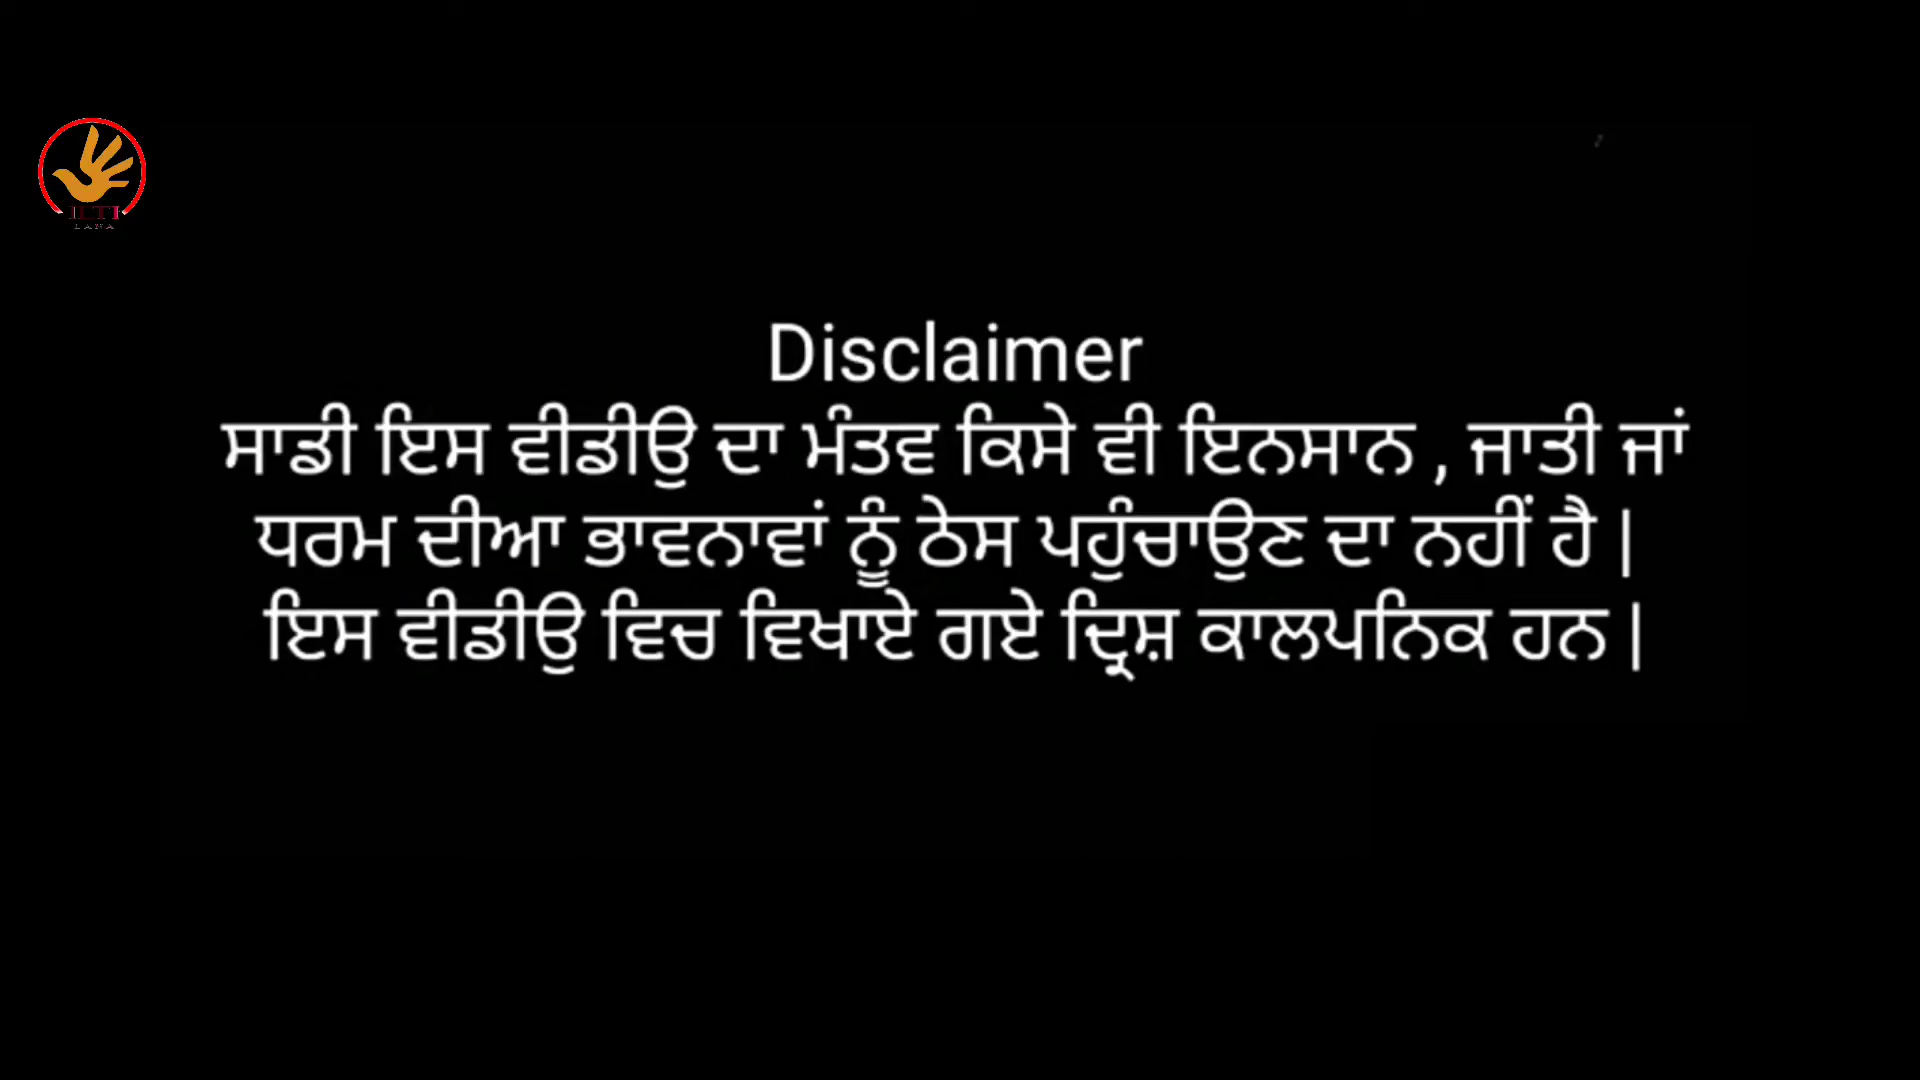 Disclaimer
ਸਾਡੀ ਇਸ ਵੀਡੀਉ ਦਾ ਮੰਤਵ ਕਿਸੇ ਵੀ ਇਨਸਾਨ , ਜਾਤੀ ਜਾਂ
ਧਰਮ ਦੀਆ ਭਾਵਨਾਵਾਂ ਨੂੰ ਠੇਸ ਪਹੁੰਚਾਉਣ ਦਾ ਨਹੀਂ ਹੈ |
ਇਸ ਵੀਡੀਉ ਵਿਚ ਵਿਖਾਏ ਗਏ ਦ੍ਰਿਸ਼ ਕਾਲਪਨਿਕ ਹਨ |